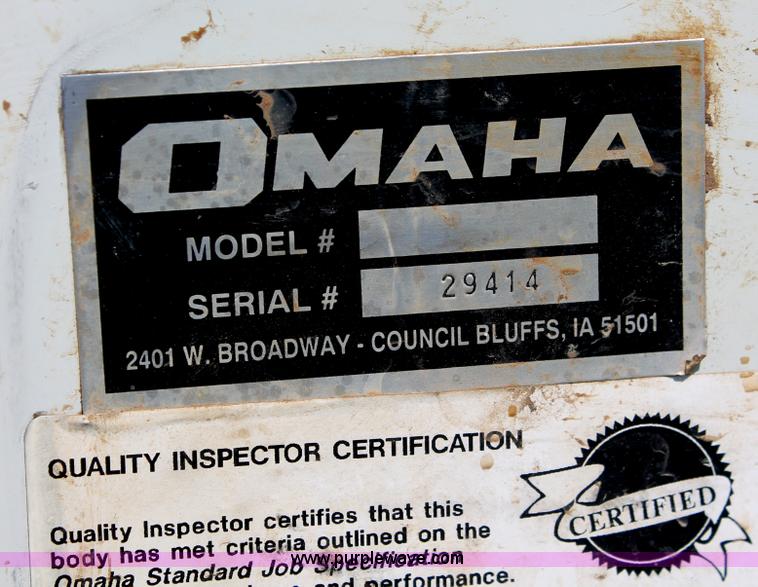 OMAHA
MODEL #
SERIAL # 29414
2401 W. BROADWAY - COUNCIL BLUFFS, IA 51501
QUALITY INSPECTOR CERTIFICATION
Quality Inspector certifies that this
body has met criteria outlined on the
Omaha Standard Job Specification
and performance.
CERTIFIED
www.purplewave.com